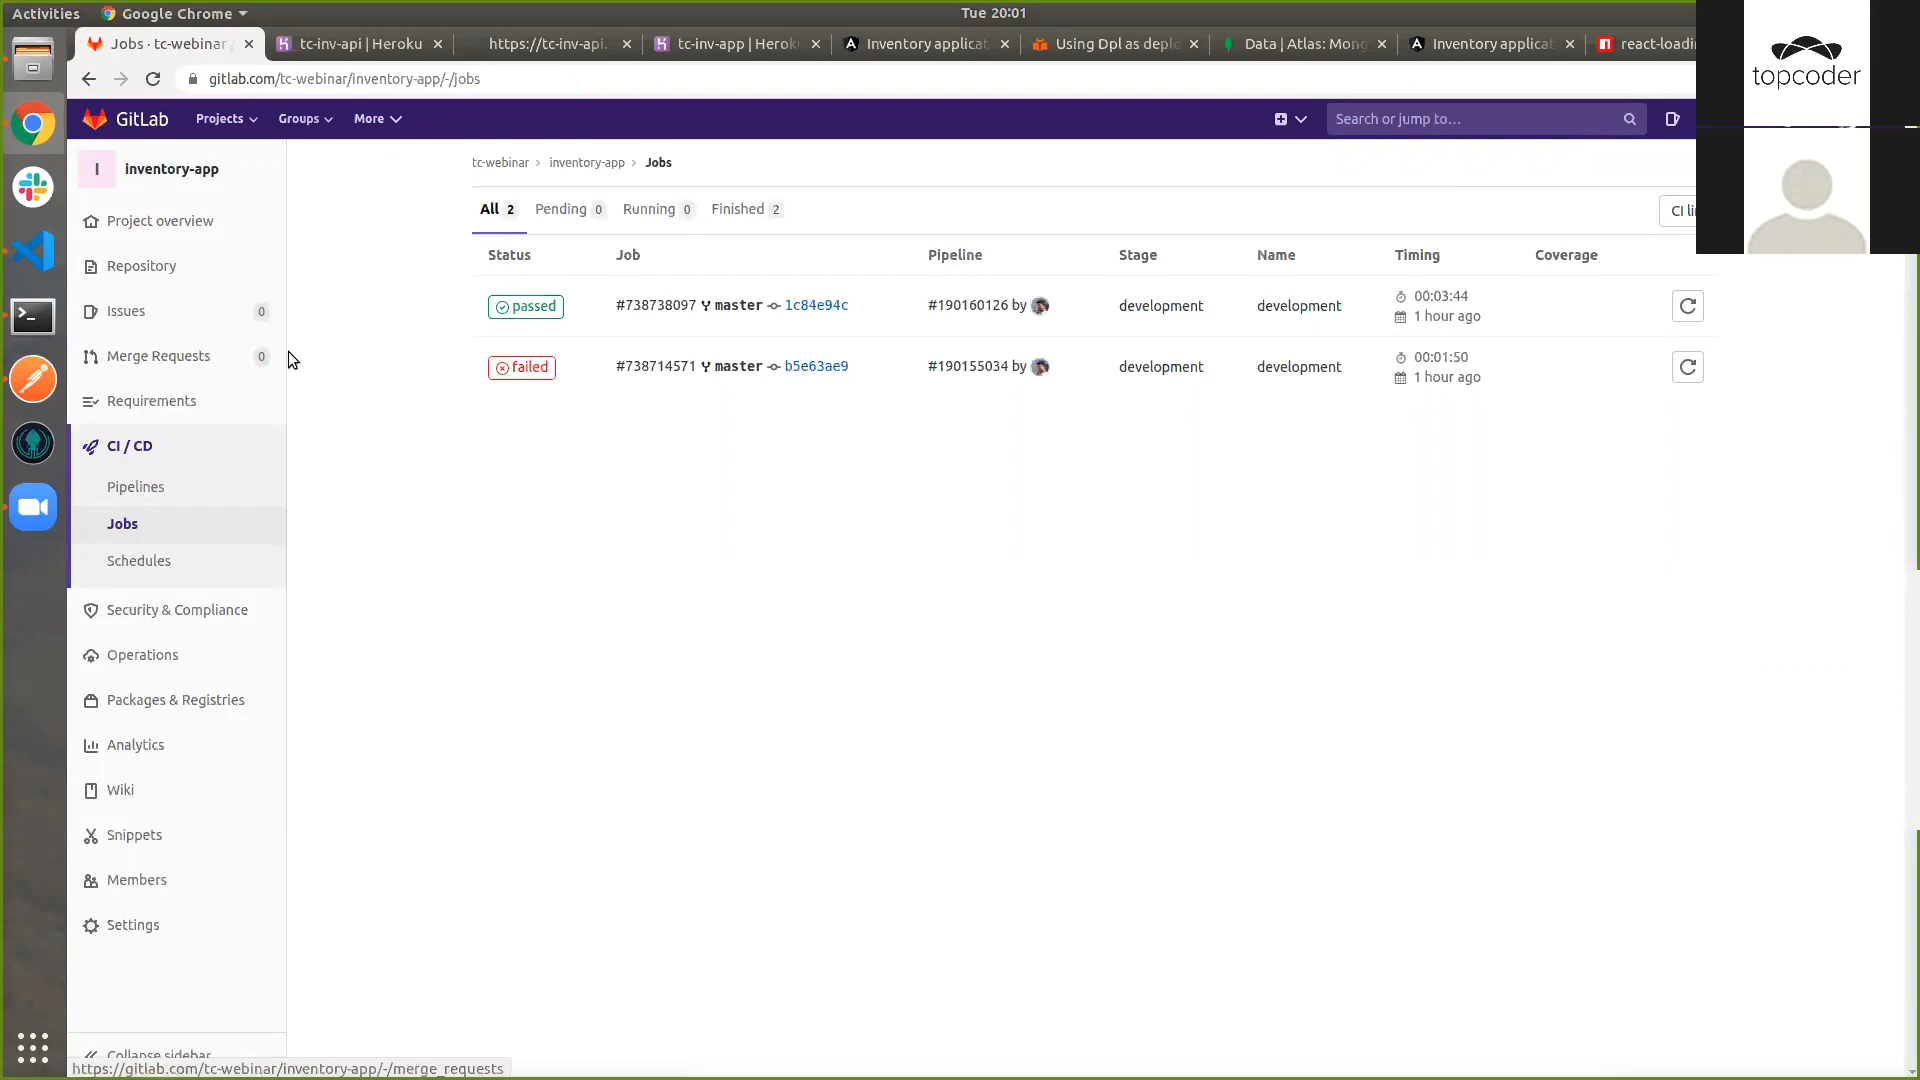 Activities
Google Chrome
Tue 20:01
Jobs · tc-webinar
tc-inv-api | Heroku
https://tc-inv-api.
tc-inv-app | Herok
Inventory applicat
Using Dpl as deplo
Data | Atlas: Mong
Inventory applicat
react-loadi
gitlab.com/tc-webinar/inventory-app/-/jobs
topcoder
GitLab
Projects
Groups
More
Search or jump to…
I
inventory-app
Project overview
Repository
Issues 0
Merge Requests 0
Requirements
CI / CD
Pipelines
Jobs
Schedules
Security & Compliance
Operations
Packages & Registries
Analytics
Wiki
Snippets
Members
Settings
Collapse sidebar
tc-webinar > inventory-app > Jobs
All 2
Pending 0
Running 0
Finished 2
CI li
Status Job Pipeline Stage Name Timing Coverage
passed #738738097 master 1c84e94c #190160126 by development development 00:03:44
1 hour ago
failed #738714571 master b5e63ae9 #190155034 by development development 00:01:50
1 hour ago
https://gitlab.com/tc-webinar/inventory-app/-/merge_requests